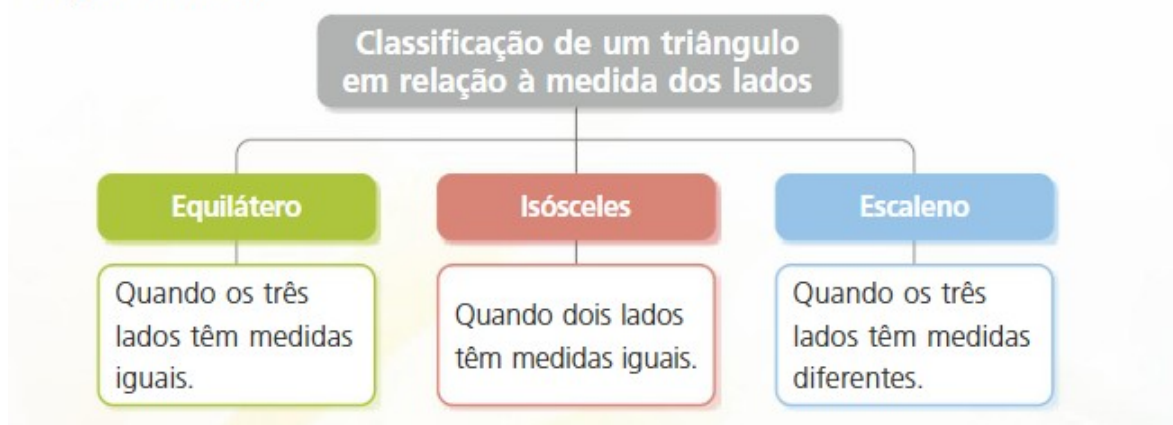 Classificação de um triângulo
em relação à medida dos lados
Equilátero
Quando os três
lados têm medidas
iguais.
Isósceles
Quando dois lados
têm medidas iguais.
Escaleno
Quando os três
lados têm medidas
diferentes.